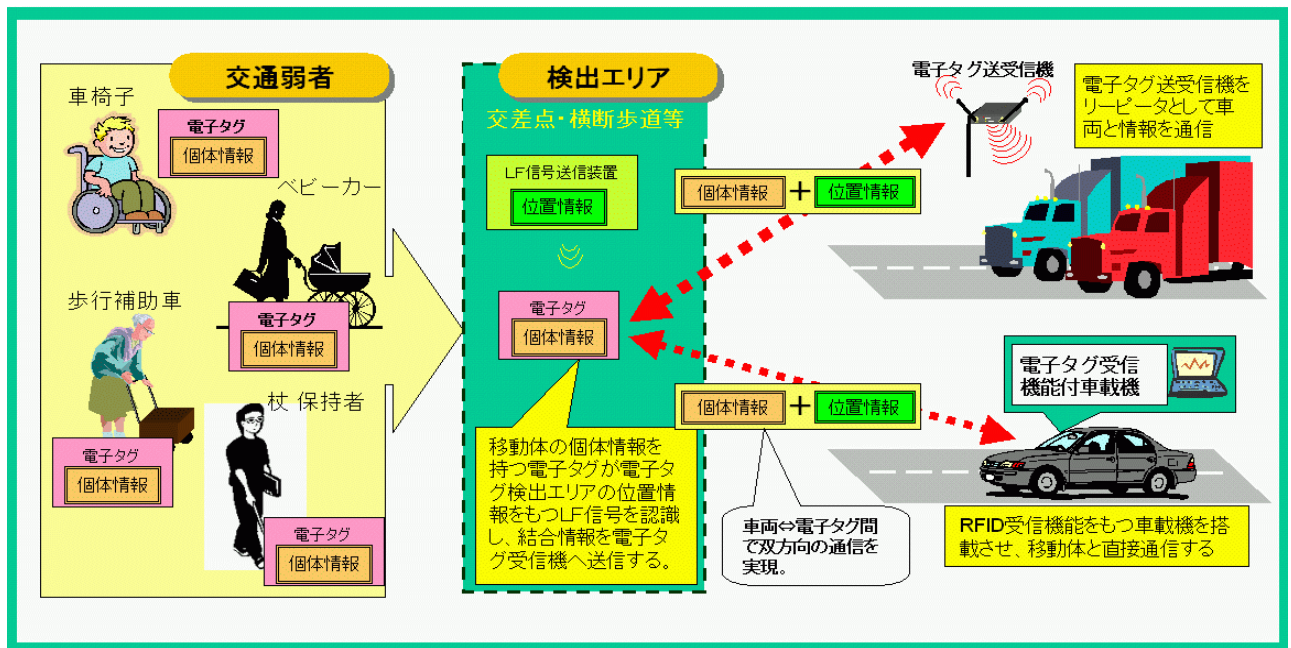 交通弱者
車椅子
電子タグ
個体情報
ベビーカー
電子タグ
個体情報
歩行補助車
電子タグ
個体情報
杖 保持者
電子タグ
個体情報
検出エリア
交差点・横断歩道等
LF信号送信装置
位置情報
電子タグ
個体情報
移動体の個体情報を
持つ電子タグが電子タ
グ検出エリアの位置情
報をもつLF信号を認識
し、結合情報を電子タ
グ受信機へ送信する。
個体情報+位置情報
電子タグ送受信機
電子タグ送受信機を
リーピータとして車
両と情報を通信
個体情報+位置情報
車両⇔電子タグ間
で双方向の通信を
実現。
電子タグ受信
機能付車載機
RFID受信機能をもつ車載機を搭
載させ、移動体と直接通信する